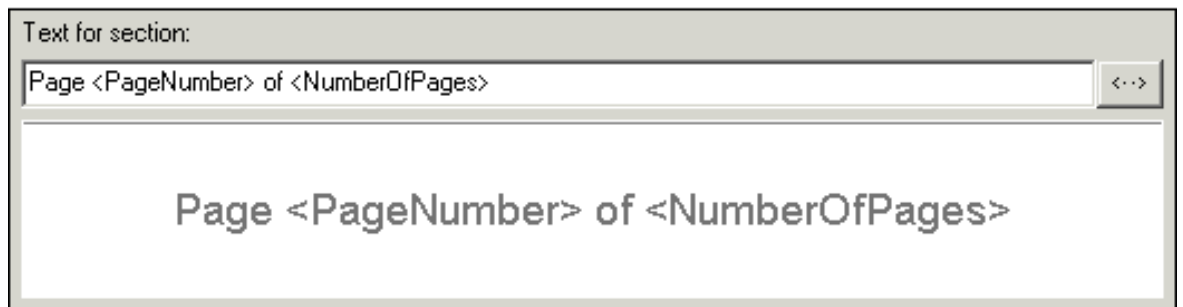 Text for section:
Page <PageNumber> of <NumberOfPages>
<··>
Page <PageNumber> of <NumberOfPages>